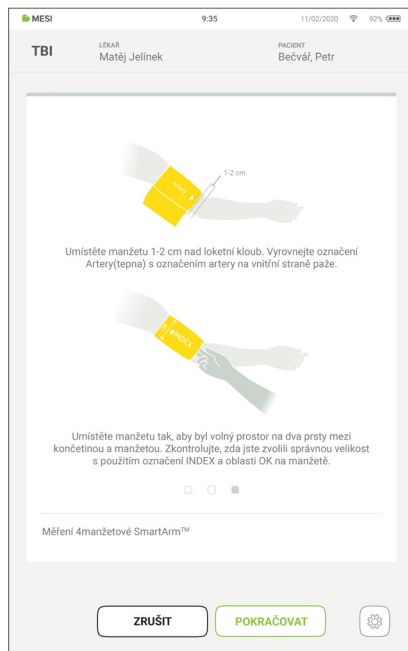 MESI 9:35 11/02/2020 92%
TBI
LÉKAŘ
Matěj Jelínek
PACIENT
Bečvář, Petr
1-2 cm
ARTERY
Umístěte manžetu 1-2 cm nad loketní kloub. Vyrovnejte označení
Artery(tepna) s označením artery na vnitřní straně paže.
INDEX
Umístěte manžetu tak, aby byl volný prostor na dva prsty mezi
končetinou a manžetou. Zkontrolujte, zda jste zvolili správnou velikost
s použitím označení INDEX a oblasti OK na manžetě.
Měření 4manžetové SmartArm™
ZRUŠIT
POKRAČOVAT